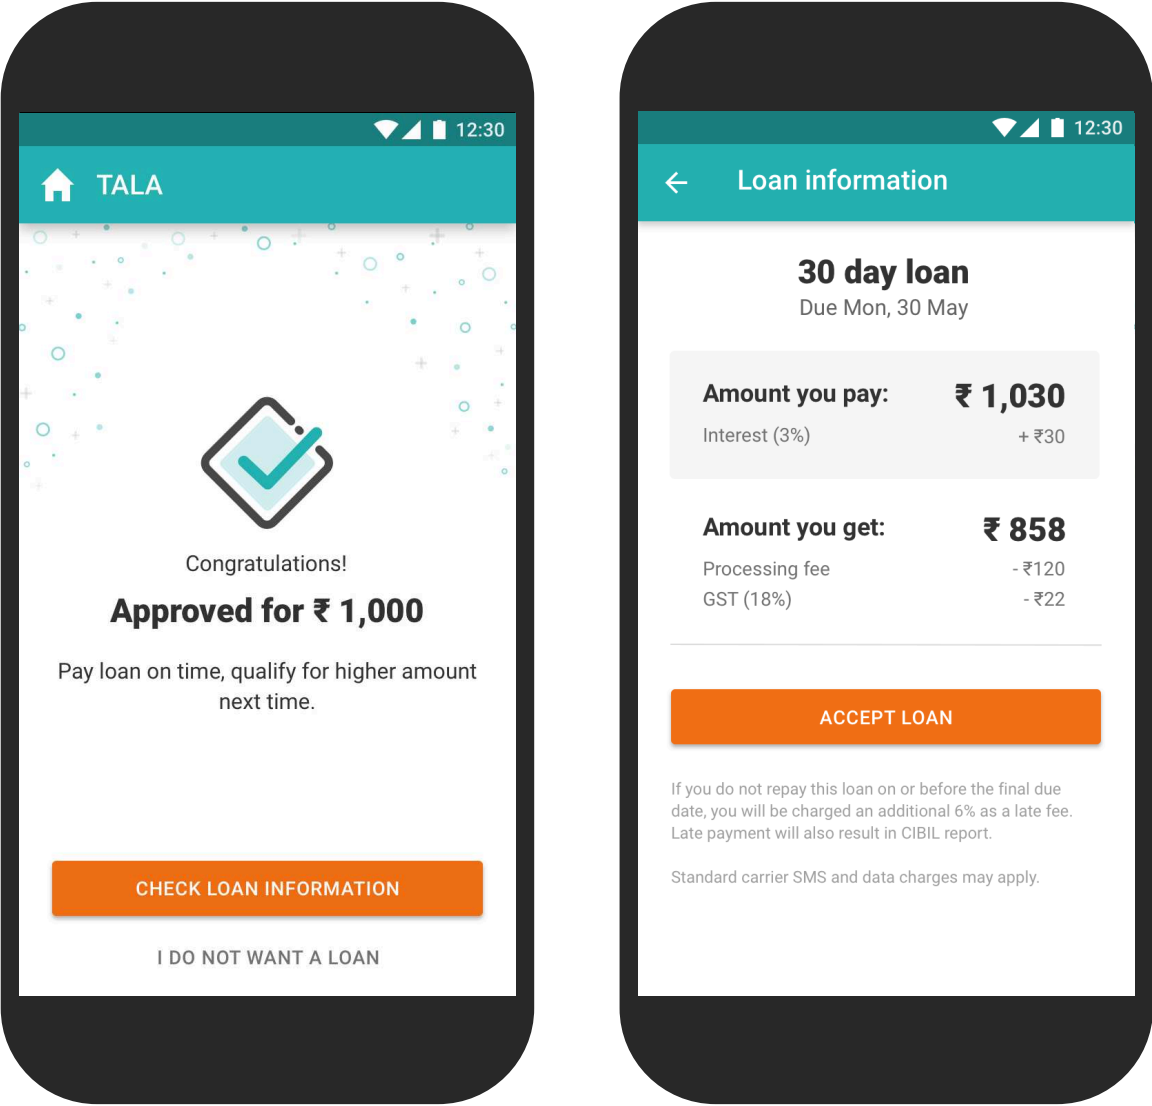 12:30
TALA
Congratulations!
Approved for ₹ 1,000
Pay loan on time, qualify for higher amount
next time.
CHECK LOAN INFORMATION
I DO NOT WANT A LOAN
12:30
Loan information
30 day loan
Due Mon, 30 May
Amount you pay: ₹ 1,030
Interest (3%) + ₹30
Amount you get: ₹ 858
Processing fee - ₹120
GST (18%) - ₹22
ACCEPT LOAN
If you do not repay this loan on or before the final due
date, you will be charged an additional 6% as a late fee.
Late payment will also result in CIBIL report.
Standard carrier SMS and data charges may apply.